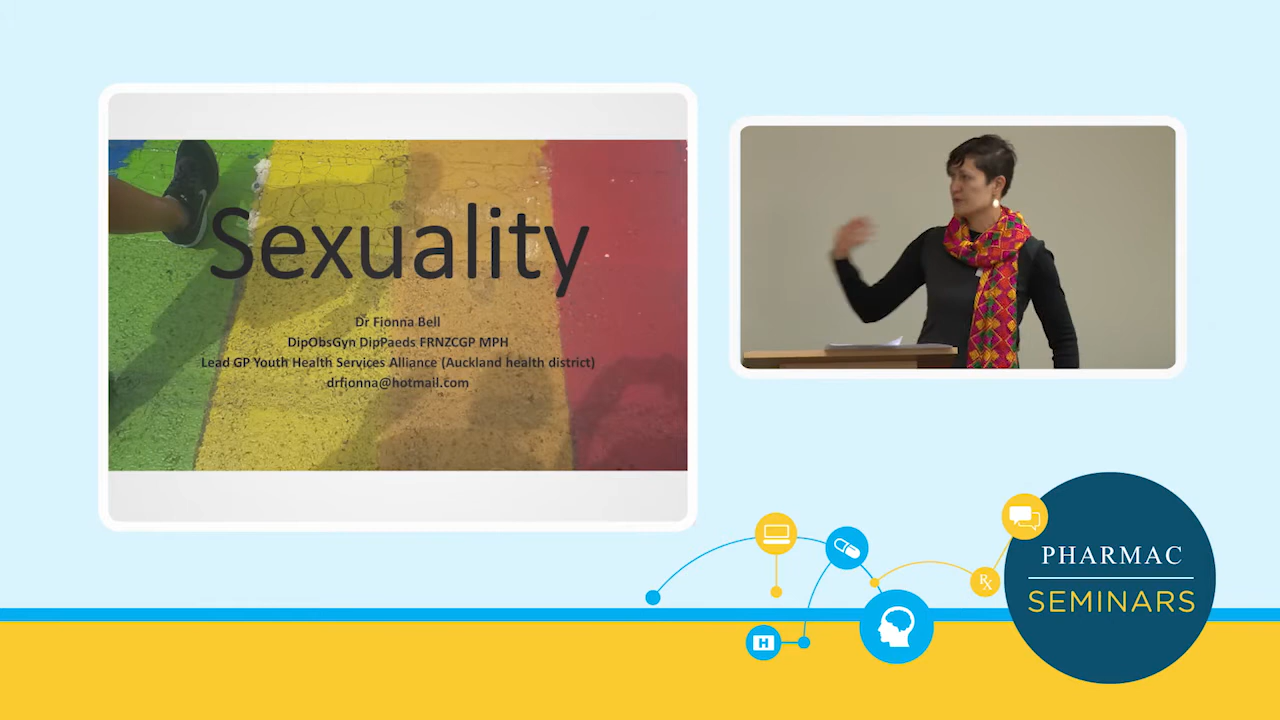 Sexuality
Dr Fionna Bell
DipObsGyn DipPaeds FRNZCGP MPH
Lead GP Youth Health Services Alliance (Auckland health district)
drfionna@hotmail.com
H
Rx
PHARMAC
SEMINARS